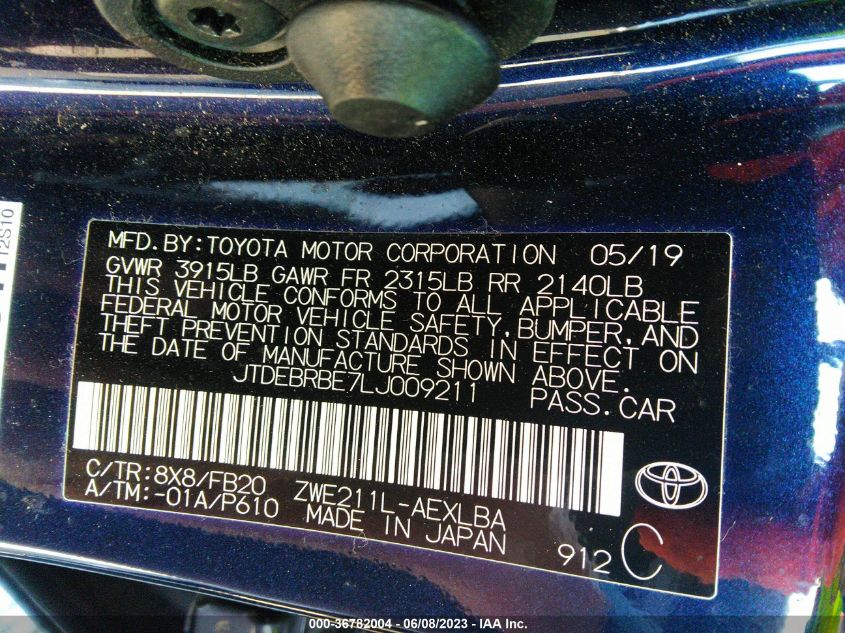 12S10
MFD.BY:TOYOTA MOTOR CORPORATION 05/19
GVWR 3915LB GAWR FR 2315LB RR 2140LB
THIS VEHICLE CONFORMS TO ALL APPLICABLE
FEDERAL MOTOR VEHICLE SAFETY,BUMPER,AND
THEFT PREVENTION STANDARDS IN EFFECT ON
THE DATE OF MANUFACTURE SHOWN ABOVE.
JTDEBRBE7LJ009211 PASS.CAR
C/TR:8X8/FB20 ZWE211L-AEXLBA
A/TM:-01A/P610 MADE IN JAPAN 912 C
000-36782004 - 06/08/2023 - IAA Inc.